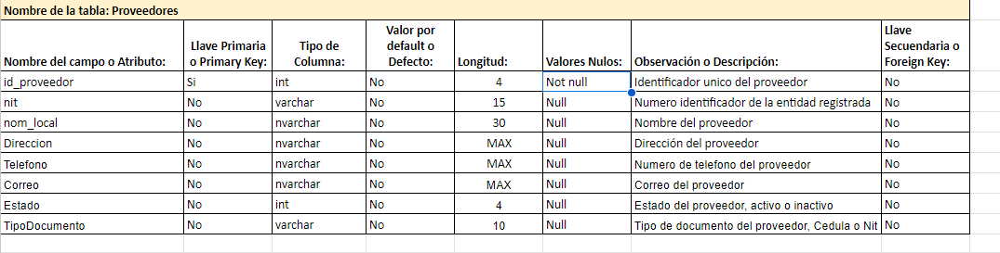 Nombre de la tabla: Proveedores
Nombre del campo o Atributo: Llave Primaria o Primary Key: Tipo de Columna: Valor por default o Defecto: Longitud: Valores Nulos: Observación o Descripción: Llave Secuendaria o Foreign Key:
id_proveedor Si int No 4 Not null Identificador unico del proveedor No
nit No varchar No 15 Null Numero identificador de la entidad registrada No
nom_local No nvarchar No 30 Null Nombre del proveedor No
Direccion No nvarchar No MAX Null Dirección del proveedor No
Telefono No nvarchar No MAX Null Numero de telefono del proveedor No
Correo No nvarchar No MAX Null Correo del proveedor No
Estado No int No 4 Null Estado del proveedor, activo o inactivo No
TipoDocumento No varchar No 10 Null Tipo de documento del proveedor, Cedula o Nit No